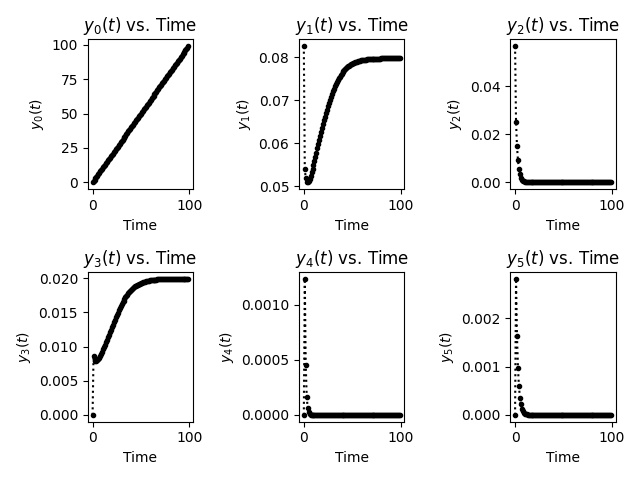 y₀(t) vs. Time
100
75
50
25
0
y₀(t)
0
100
Time
y₁(t) vs. Time
0.08
0.07
0.06
0.05
y₁(t)
0
100
Time
y₂(t) vs. Time
0.04
0.02
0.00
y₂(t)
0
100
Time
y₃(t) vs. Time
0.020
0.015
0.010
0.005
0.000
y₃(t)
0
100
Time
y₄(t) vs. Time
0.0010
0.0005
0.0000
y₄(t)
0
100
Time
y₅(t) vs. Time
0.002
0.001
0.000
y₅(t)
0
100
Time